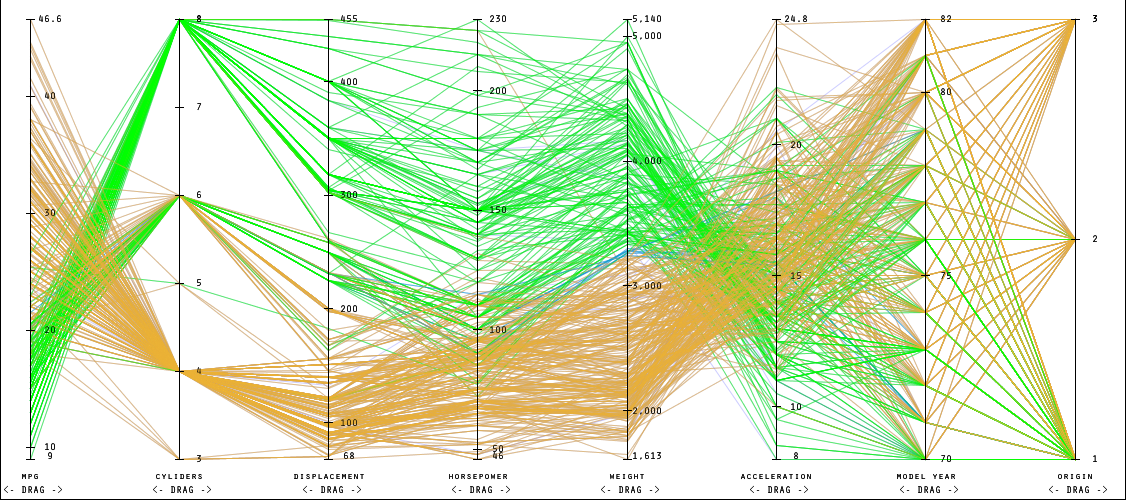 46.6 8 455 230 5,140 24.8 82 3
5,000
40 7 400 200 80
20
4,000
30 6 300 150 2
5 15 75
3,000
20 200 100
4
2,000
100 10
10 50
9 3 68 46 1,613 8 70 1
MPG CYLIDERS DISPLACEMENT HORSEPOWER WEIGHT ACCELERATION MODEL YEAR ORIGIN
<- DRAG -> <- DRAG -> <- DRAG -> <- DRAG -> <- DRAG -> <- DRAG -> <- DRAG -> <- DRAG ->